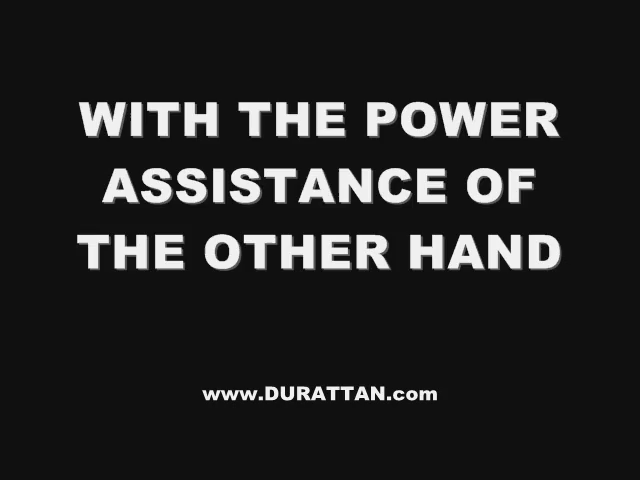 WITH THE POWER
ASSISTANCE OF
THE OTHER HAND
www.DURATTAN.com